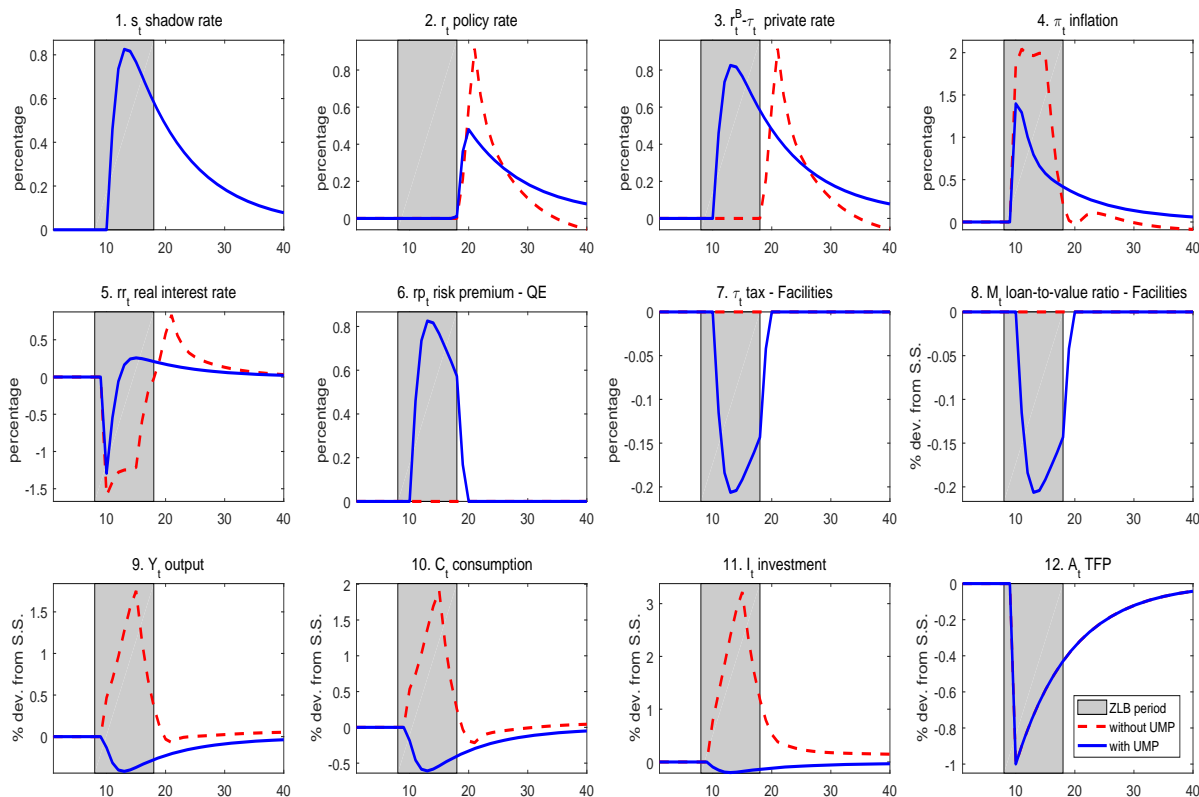 1. s_t shadow rate
2. r_t policy rate
3. r_t^B-τ_t private rate
4. π_t inflation
percentage
0.8
0.6
0.4
0.2
0
10 20 30 40
percentage
0.8
0.6
0.4
0.2
0
10 20 30 40
percentage
0.8
0.6
0.4
0.2
0
10 20 30 40
percentage
2
1.5
1
0.5
0
10 20 30 40
5. rr_t real interest rate
6. rp_t risk premium - QE
7. τ_t tax - Facilities
8. M_t loan-to-value ratio - Facilities
percentage
0.5
0
-0.5
-1
-1.5
10 20 30 40
percentage
0.8
0.6
0.4
0.2
0
10 20 30 40
percentage
0
-0.05
-0.1
-0.15
-0.2
10 20 30 40
% dev. from S.S.
0
-0.05
-0.1
-0.15
-0.2
10 20 30 40
9. Y_t output
10. C_t consumption
11. I_t investment
12. A_t TFP
% dev. from S.S.
1.5
1
0.5
0
10 20 30 40
% dev. from S.S.
2
1.5
1
0.5
0
-0.5
10 20 30 40
% dev. from S.S.
3
2
1
0
10 20 30 40
% dev. from S.S.
0
-0.2
-0.4
-0.6
-0.8
-1
10 20 30 40
ZLB period
without UMP
with UMP